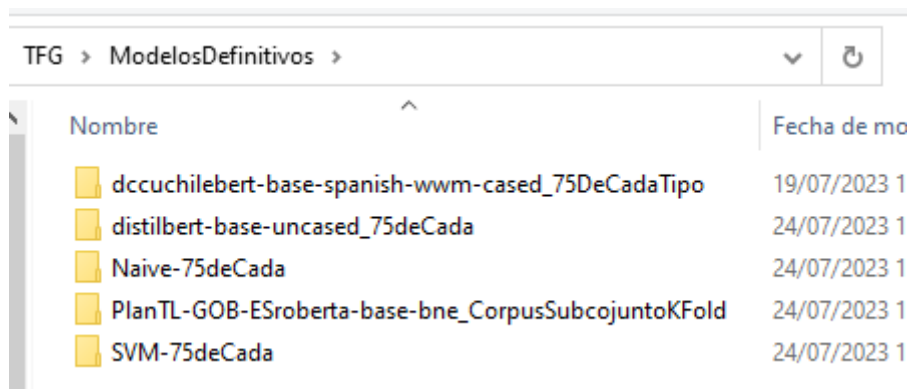 TFG > ModelosDefinitivos >
Nombre Fecha de mo
dccuchilebert-base-spanish-wwm-cased_75DeCadaTipo 19/07/2023 1
distilbert-base-uncased_75deCada 24/07/2023 1
Naive-75deCada 24/07/2023 1
PlanTL-GOB-ESroberta-base-bne_CorpusSubcojuntoKFold 24/07/2023 1
SVM-75deCada 24/07/2023 1